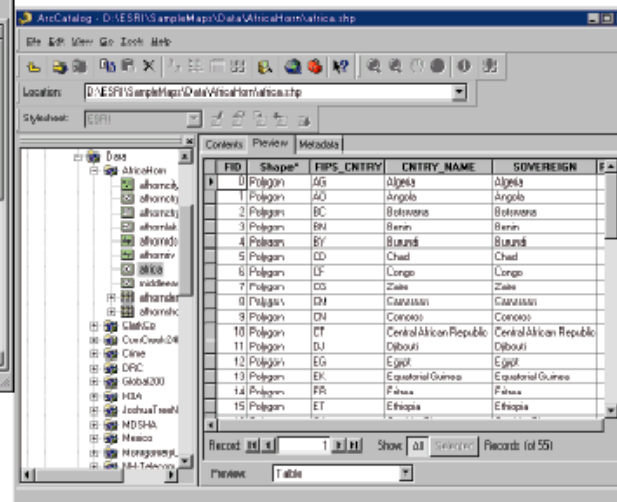 ArcCatalog - D:\ESRI\SampleMaps\Data\AfricaHorn\africa.shp
File Edit View Go Tools Help
Location: D:\ESRI\SampleMaps\Data\AfricaHorn\africa.shp
Stylesheet: ESRI
Data
AfricaHorn
africa
ClarkCo
Crime
DRC
Global200
MDSHA
Mexico
Contents Preview Metadata
FID Shape* FIPS_CNTRY CNTRY_NAME SOVEREIGN
0 Polygon AG Algeria Algeria
1 Polygon AO Angola Angola
2 Polygon BC Botswana Botswana
3 Polygon BN Benin Benin
4 Polygon BY Burundi Burundi
5 Polygon CD Chad Chad
6 Polygon CF Congo Congo
7 Polygon CG Zaire Zaire
8 Polygon CM Cameroon Cameroon
9 Polygon CN Comoros Comoros
10 Polygon CT Central African Republic Central African Republic
11 Polygon DJ Djibouti Djibouti
12 Polygon EG Egypt Egypt
13 Polygon EK Equatorial Guinea Equatorial Guinea
14 Polygon ER Eritrea Eritrea
15 Polygon ET Ethiopia Ethiopia
Record: 1 Show: All Selected Records (of 55)
Preview: Table